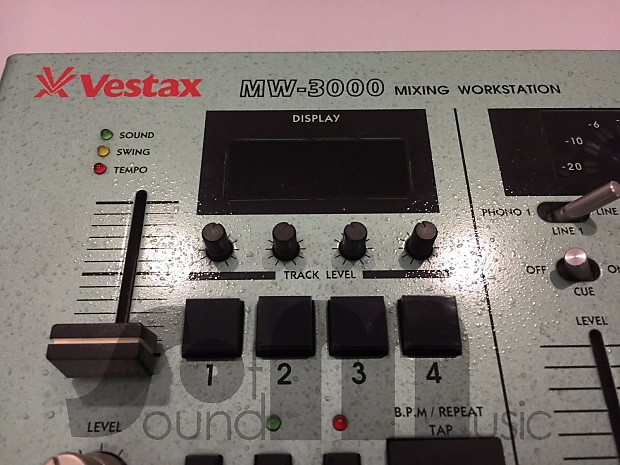 Vestax MW-3000 MIXING WORKSTATION
DISPLAY
SOUND
SWING
TEMPO
-6
-10
-20
PHONO 1 LINE
LINE 1
OFF ON
CUE
TRACK LEVEL
LEVEL
1 2 3 4
LEVEL
B.P.M / REPEAT
TAP
Sound of Music